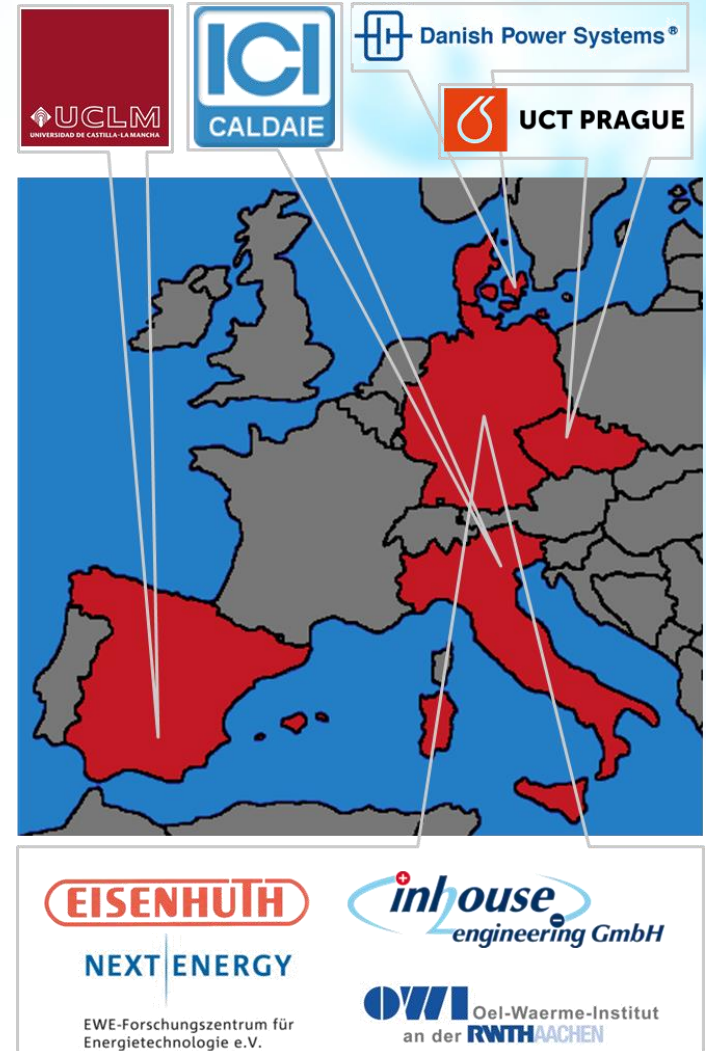 UCLM
UNIVERSIDAD DE CASTILLA-LA MANCHA
ICI
CALDAIE
Danish Power Systems®
UCT PRAGUE
EISENHUTH
inhouse
engineering GmbH
NEXT ENERGY
EWE-Forschungszentrum für
Energietechnologie e.V.
OWI Oel-Waerme-Institut
an der RWTHAACHEN